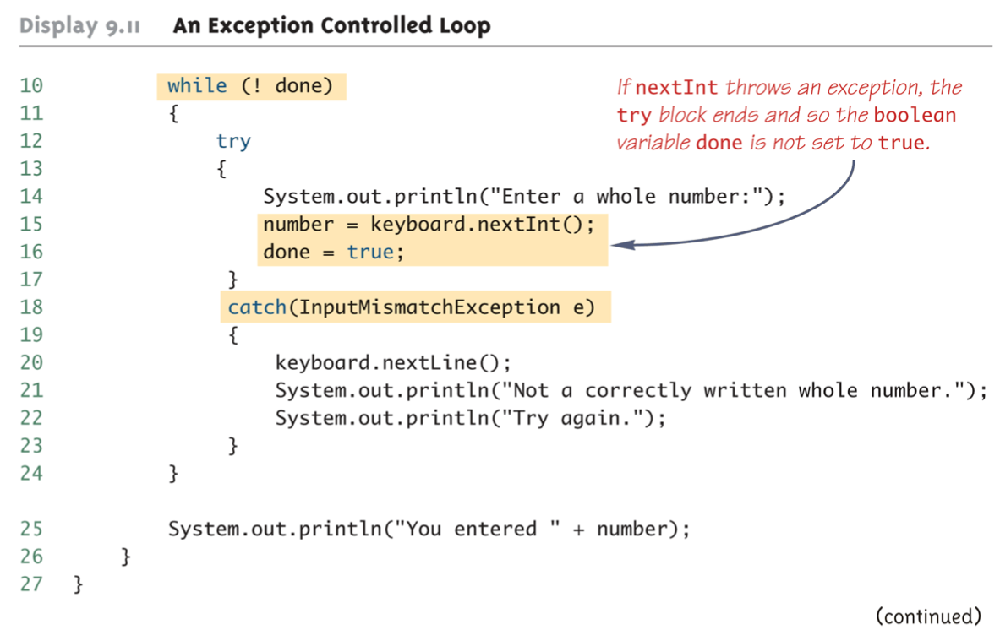 Display 9.11 An Exception Controlled Loop
10 while (! done)
11 {
12 try
13 {
14 System.out.println("Enter a whole number:");
15 number = keyboard.nextInt();
16 done = true;
17 }
18 catch(InputMismatchException e)
19 {
20 keyboard.nextLine();
21 System.out.println("Not a correctly written whole number.");
22 System.out.println("Try again.");
23 }
24 }
25 System.out.println("You entered " + number);
26 }
27 }
If nextInt throws an exception, the
try block ends and so the boolean
variable done is not set to true.
(continued)